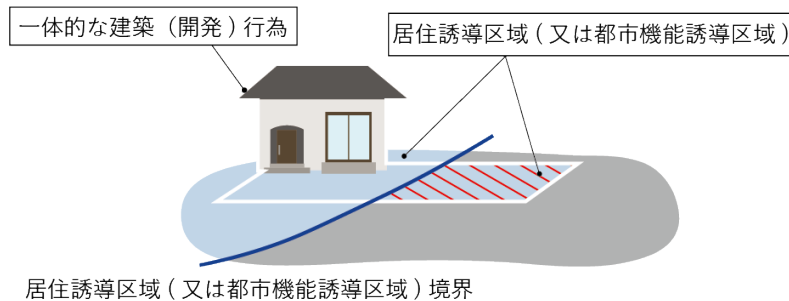 一体的な建築（開発）行為
居住誘導区域（又は都市機能誘導区域）
居住誘導区域（又は都市機能誘導区域）境界